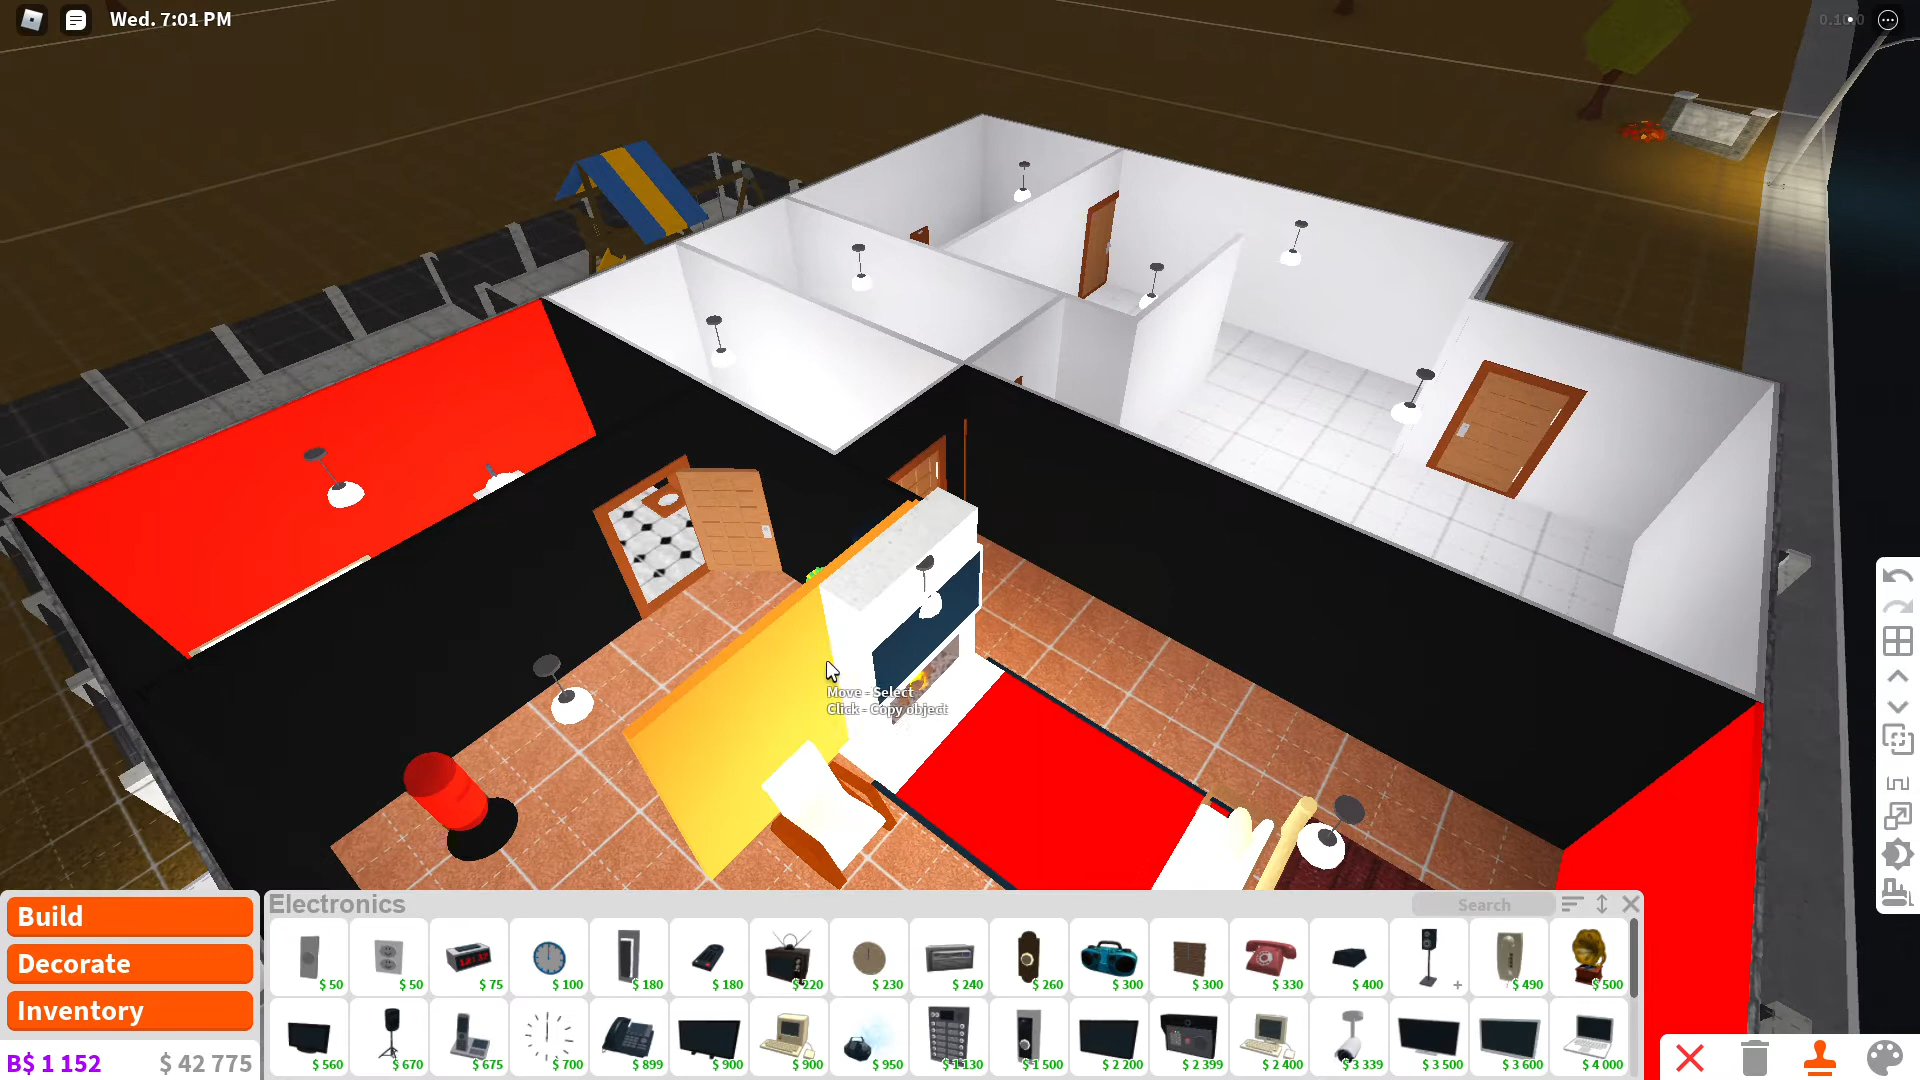 Wed. 7:01 PM
Move - Select
Click - Copy object
Build
Decorate
Inventory
B$ 1 152
$ 42 775
Electronics
Search
$ 50
$ 50
$ 75
$ 100
$ 180
$ 180
$ 220
$ 230
$ 240
$ 260
$ 300
$ 300
$ 330
$ 400
+
$ 490
$ 500
$ 560
$ 670
$ 675
$ 700
$ 899
$ 900
$ 900
$ 950
$ 1 130
$ 1 500
$ 2 200
$ 2 399
$ 2 400
$ 3 339
$ 3 500
$ 3 600
$ 4 000